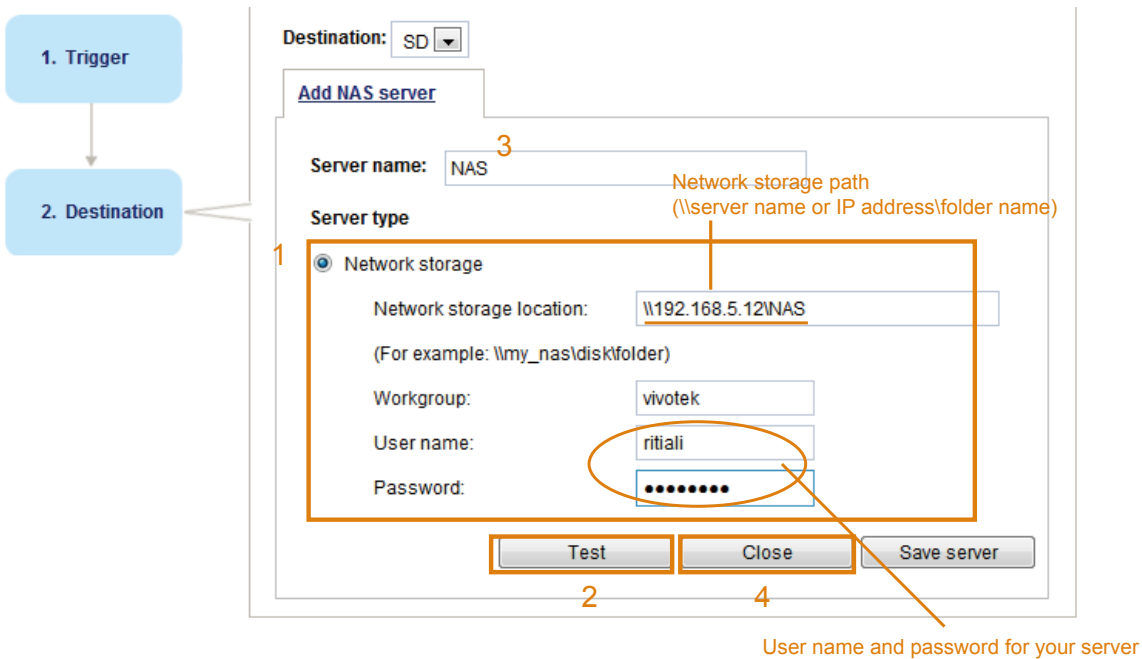 1. Trigger
2. Destination
Destination: SD
Add NAS server
3
Server name: NAS
Network storage path
(\\server name or IP address\folder name)
Server type
1
Network storage
Network storage location: \\192.168.5.12\NAS
(For example: \\my_nas\disk\folder)
Workgroup: vivotek
User name: ritiali
Password: ●●●●●●●●
Test Close Save server
2 4
User name and password for your server